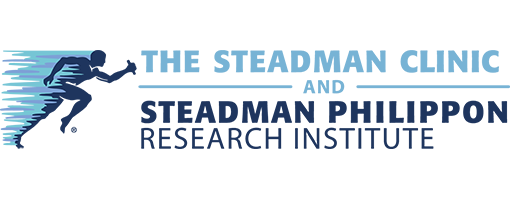 THE STEADMAN CLINIC
AND
STEADMAN PHILIPPON
RESEARCH INSTITUTE
®